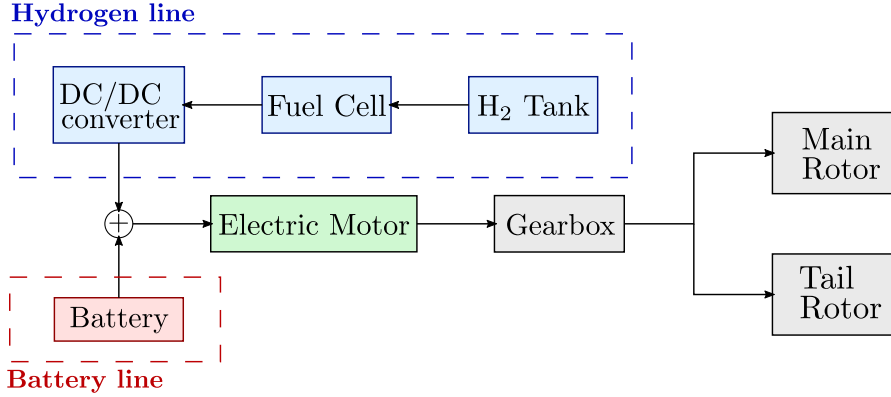 Hydrogen line
DC/DC
converter
Fuel Cell
H₂ Tank
Main
Rotor
+
Electric Motor
Gearbox
Tail
Rotor
Battery
Battery line